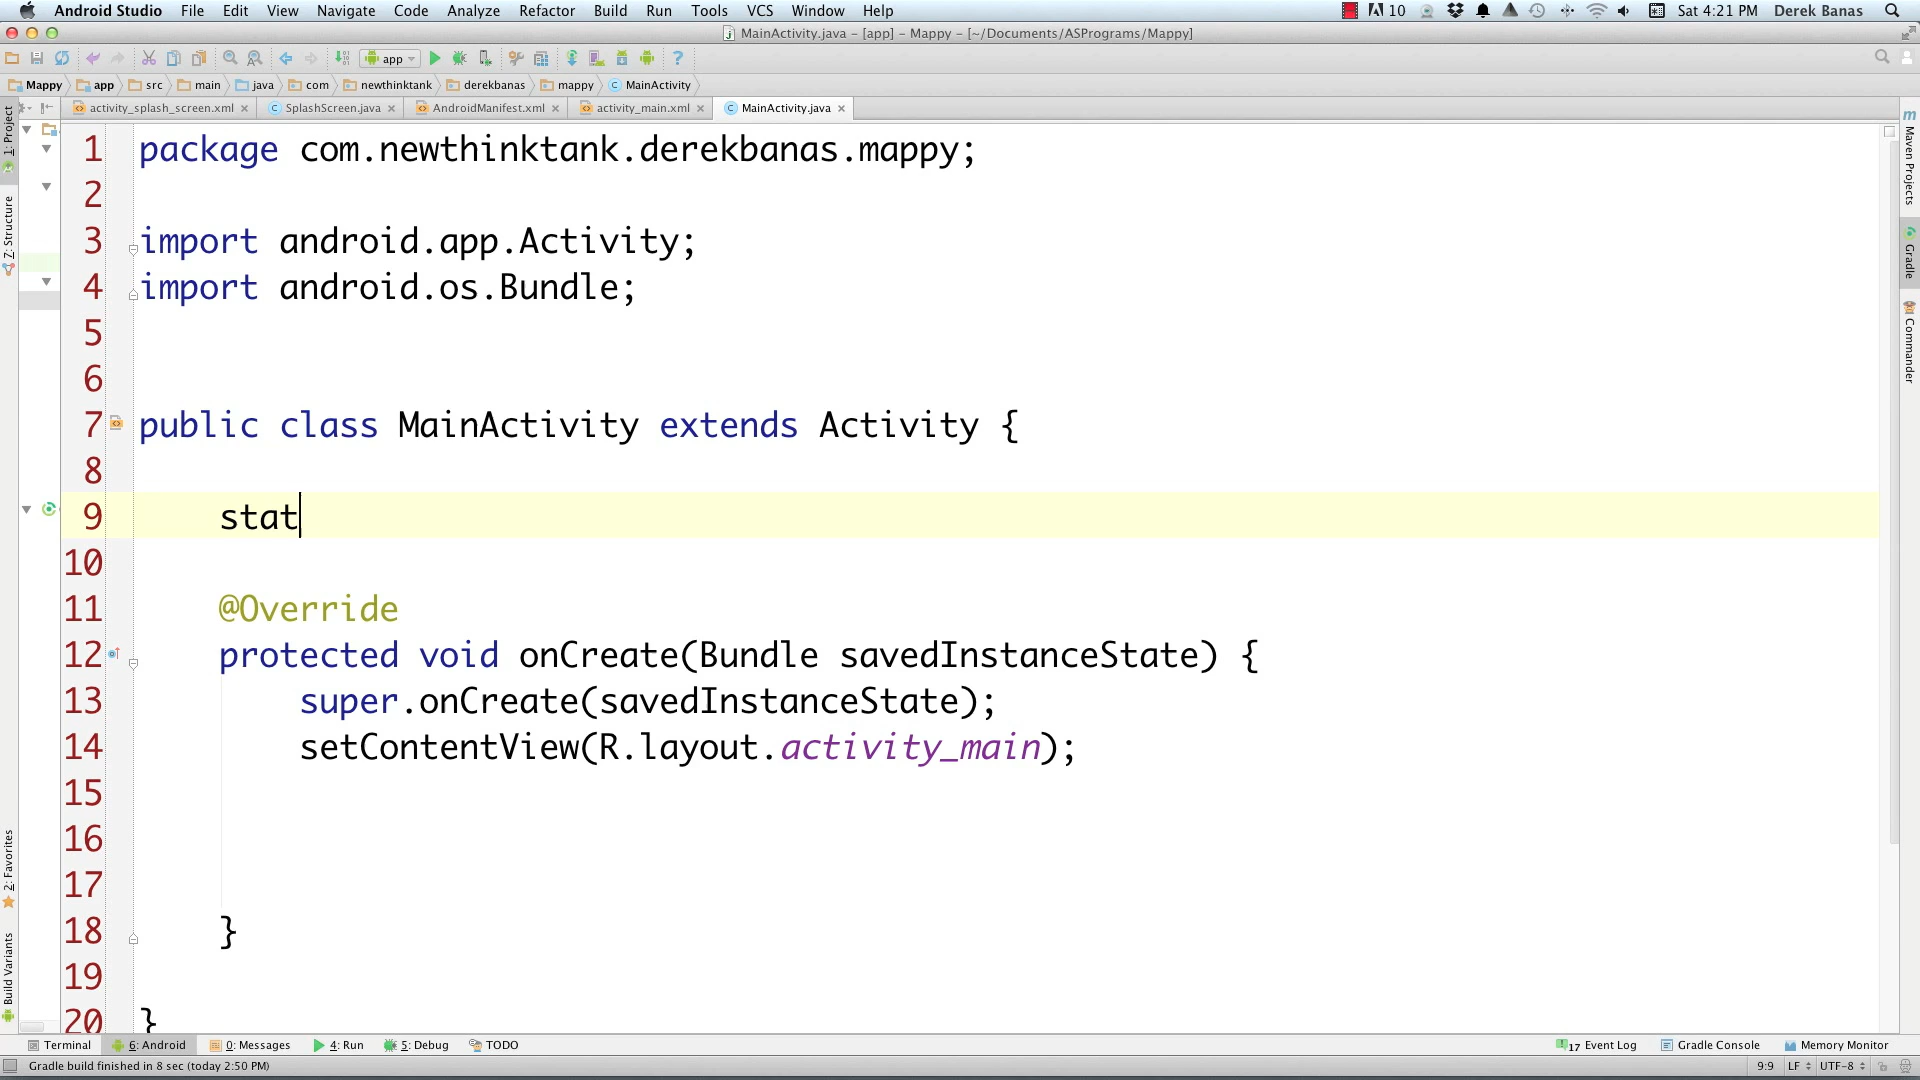 Android Studio File Edit View Navigate Code Analyze Refactor Build Run Tools VCS Window Help 10 Sat 4:21 PM Derek Banas
MainActivity.java - [app] - Mappy - [~/Documents/ASPrograms/Mappy]
app
Mappy app src main java com newthinktank derekbanas mappy MainActivity
activity_splash_screen.xml SplashScreen.java AndroidManifest.xml activity_main.xml MainActivity.java
1: Project
Z: Structure
2: Favorites
Build Variants
1 package com.newthinktank.derekbanas.mappy;
2
3 import android.app.Activity;
4 import android.os.Bundle;
5
6
7 public class MainActivity extends Activity {
8
9 stat
10
11 @Override
12 protected void onCreate(Bundle savedInstanceState) {
13 super.onCreate(savedInstanceState);
14 setContentView(R.layout.activity_main);
15
16
17
18 }
19
20 }
Maven Projects
Gradle
Commander
Terminal 6: Android 0: Messages 4: Run 5: Debug TODO 17 Event Log Gradle Console Memory Monitor
Gradle build finished in 8 sec (today 2:50 PM) 9:9 LF UTF-8